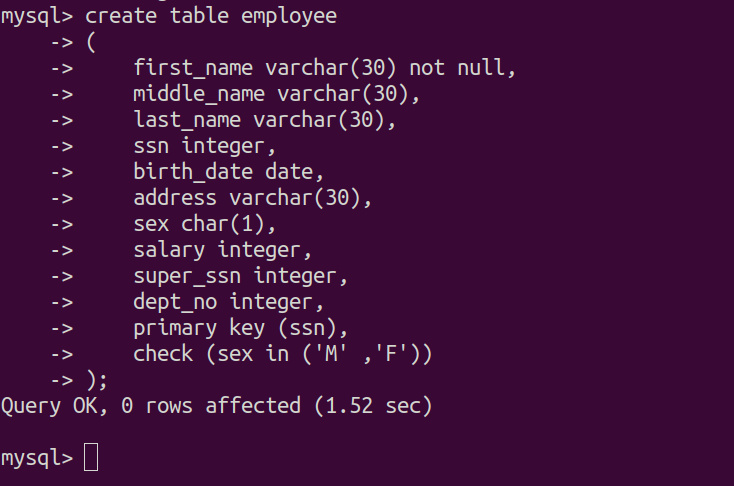 mysql> create table employee
    -> (
    ->     first_name varchar(30) not null,
    ->     middle_name varchar(30),
    ->     last_name varchar(30),
    ->     ssn integer,
    ->     birth_date date,
    ->     address varchar(30),
    ->     sex char(1),
    ->     salary integer,
    ->     super_ssn integer,
    ->     dept_no integer,
    ->     primary key (ssn),
    ->     check (sex in ('M' ,'F'))
    -> );
Query OK, 0 rows affected (1.52 sec)

mysql>